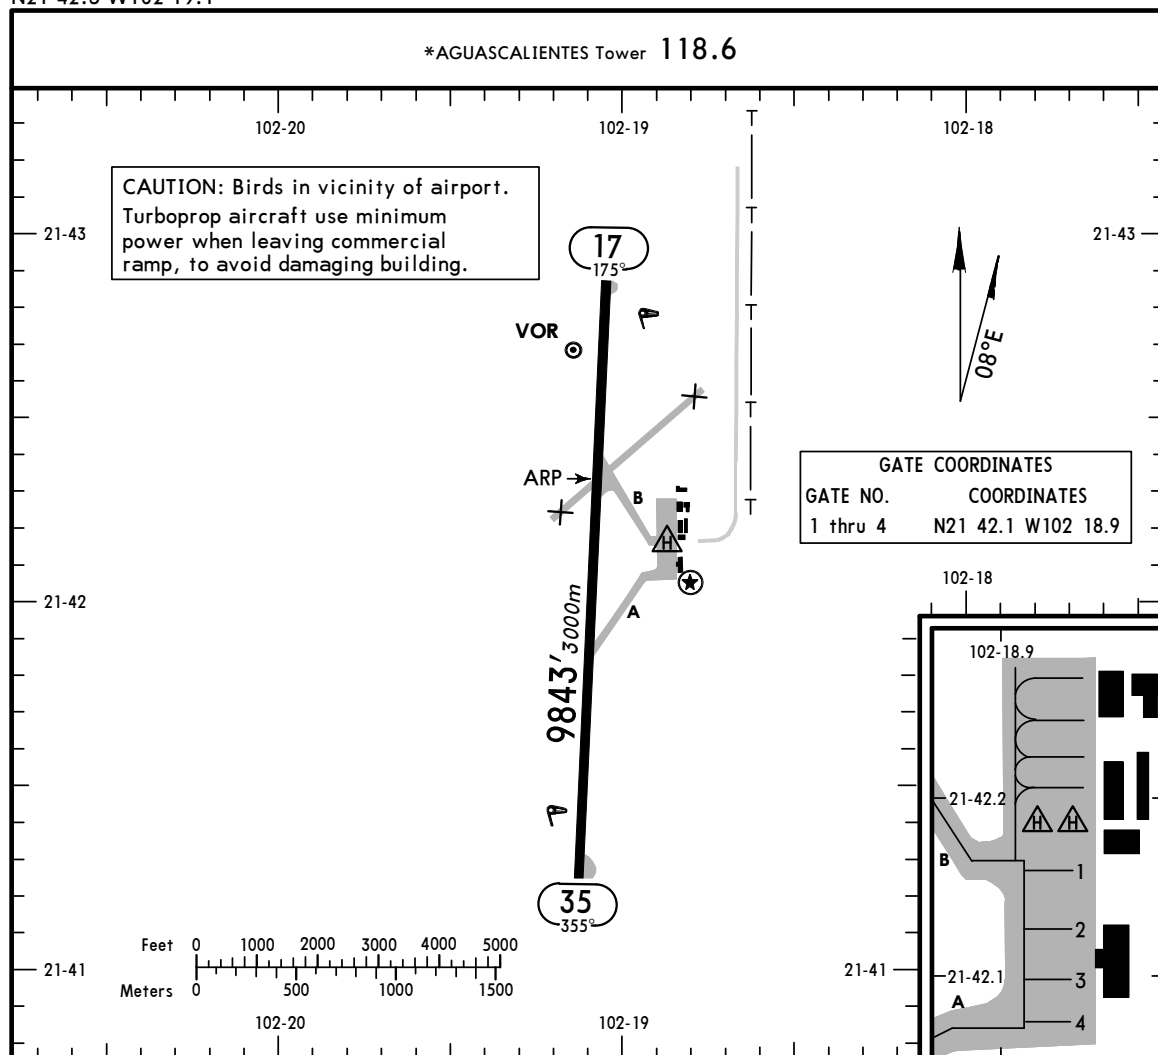 *AGUASCALIENTES Tower 118.6
102-20
102-19
102-18
CAUTION: Birds in vicinity of airport.
Turboprop aircraft use minimum
power when leaving commercial
ramp, to avoid damaging building.
21-43
21-43
17
175°
VOR
08°E
ARP
B
H
A
GATE COORDINATES
GATE NO. COORDINATES
1 thru 4 N21 42.1 W102 18.9
21-42
102-18
9843' 3000m
35
355°
Feet 0 1000 2000 3000 4000 5000
Meters 0 500 1000 1500
21-41
21-41
102-20
102-19
102-18.9
21-42.2
H H
B
1
2
21-42.1
3
A
4
T
T
T
T
T